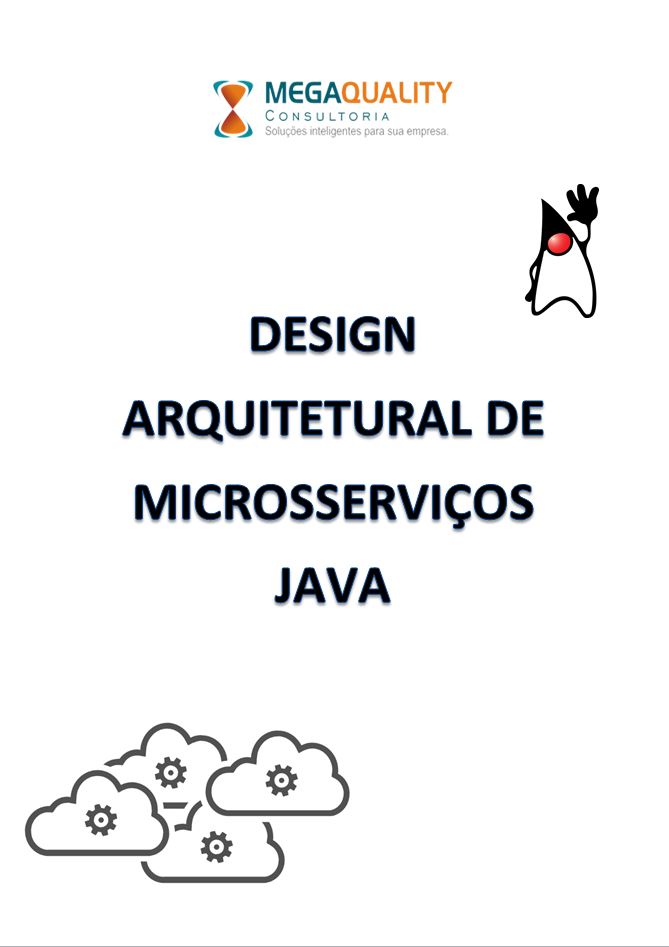 MEGAQUALITY
CONSULTORIA
Soluções inteligentes para sua empresa.
DESIGN
ARQUITETURAL DE
MICROSSERVIÇOS
JAVA